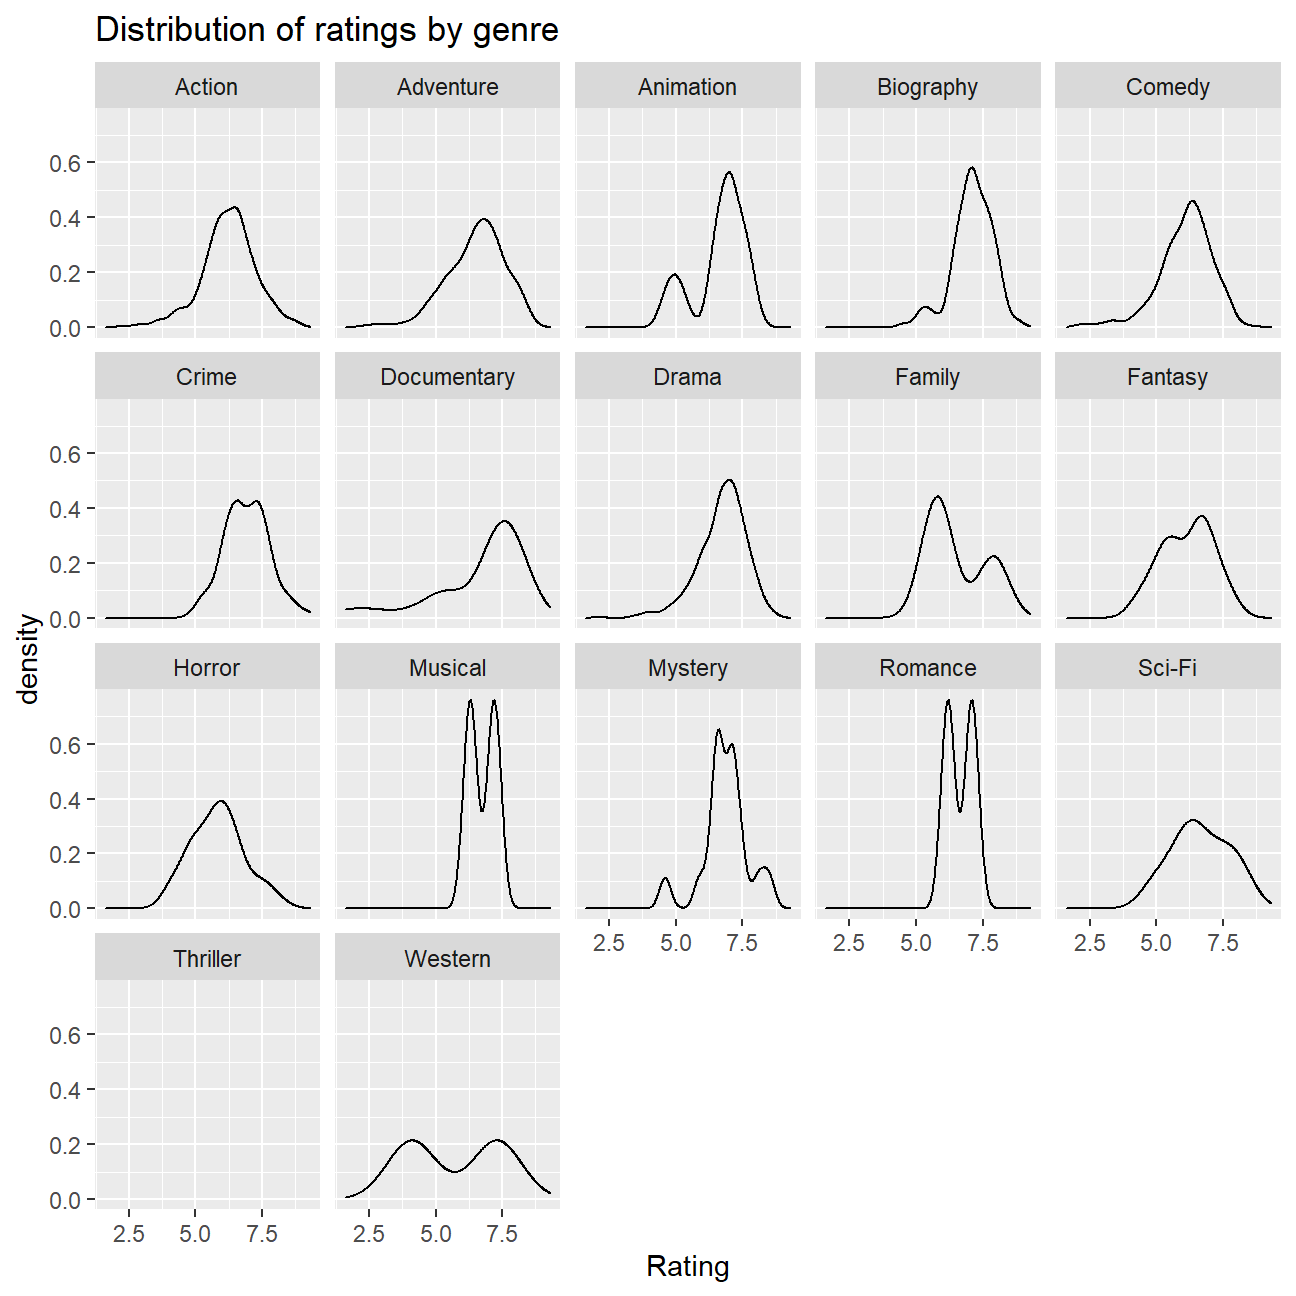 Distribution of ratings by genre
Action Adventure Animation Biography Comedy
0.6
0.4
0.2
0.0
Crime Documentary Drama Family Fantasy
0.6
0.4
0.2
0.0
density
Horror Musical Mystery Romance Sci-Fi
0.6
0.4
0.2
0.0
2.5 5.0 7.5 2.5 5.0 7.5 2.5 5.0 7.5
Thriller Western
0.6
0.4
0.2
0.0
2.5 5.0 7.5 2.5 5.0 7.5
Rating